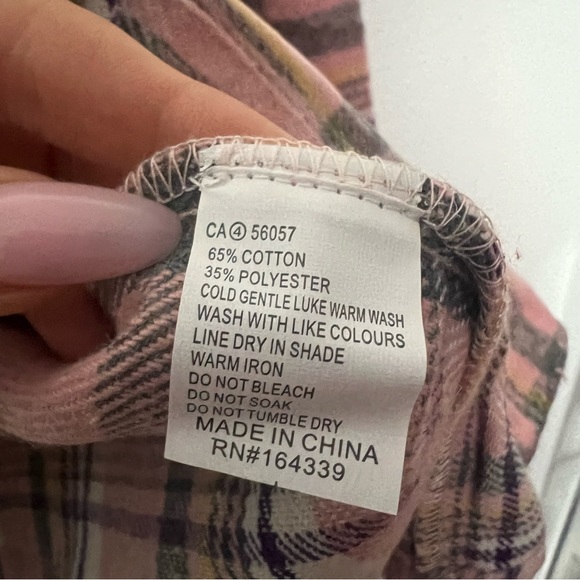 CA④ 56057
65% COTTON
35% POLYESTER
COLD GENTLE LUKE WARM WASH
WASH WITH LIKE COLOURS
LINE DRY IN SHADE
WARM IRON
DO NOT BLEACH
DO NOT SOAK
DO NOT TUMBLE DRY
MADE IN CHINA
RN#164339